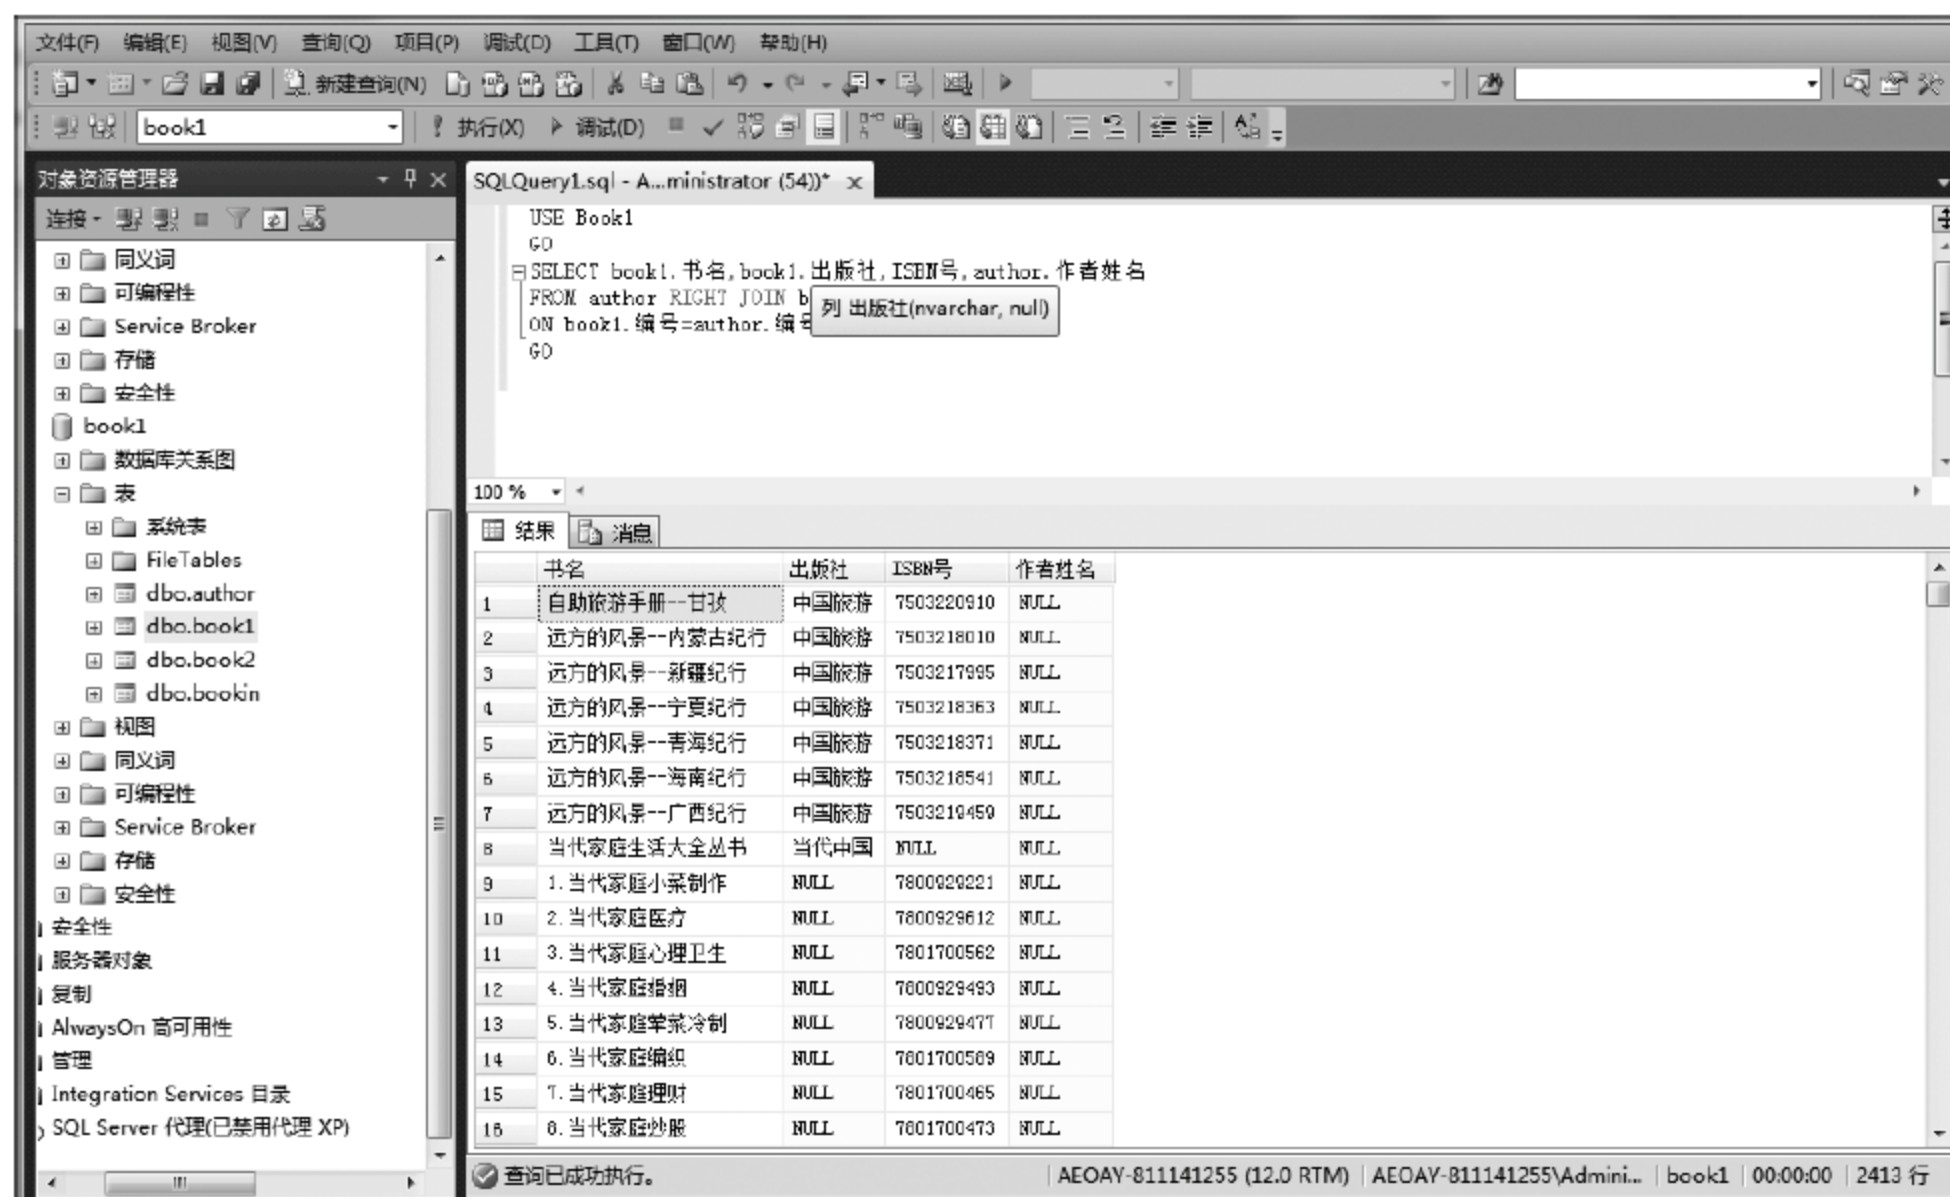 文件(F) 编辑(E) 视图(V) 查询(Q) 项目(P) 调试(D) 工具(T) 窗口(W) 帮助(H)
新建查询(N)
book1 执行(X) 调试(D)
对象资源管理器
连接
同义词
可编程性
Service Broker
存储
安全性
book1
数据库关系图
表
系统表
FileTables
dbo.author
dbo.book1
dbo.book2
dbo.bookin
视图
同义词
可编程性
Service Broker
存储
安全性
安全性
服务器对象
复制
AlwaysOn 高可用性
管理
Integration Services 目录
SQL Server 代理(已禁用代理 XP)
SQLQuery1.sql - A...ministrator (54))*
USE Book1
GO
SELECT book1.书名,book1.出版社,ISBN号,author.作者姓名
FROM author RIGHT JOIN b
列 出版社(nvarchar, null)
ON book1.编号=author.编号
GO
100 %
结果 消息
书名 出版社 ISBN号 作者姓名
1 自助旅游手册--甘孜 中国旅游 7503220910 NULL
2 远方的风景--内蒙古纪行 中国旅游 7503218010 NULL
3 远方的风景--新疆纪行 中国旅游 7503217995 NULL
4 远方的风景--宁夏纪行 中国旅游 7503218363 NULL
5 远方的风景--青海纪行 中国旅游 7503218371 NULL
6 远方的风景--海南纪行 中国旅游 7503218541 NULL
7 远方的风景--广西纪行 中国旅游 7503219459 NULL
8 当代家庭生活大全丛书 当代中国 NULL NULL
9 1.当代家庭小菜制作 NULL 7800929221 NULL
10 2.当代家庭医疗 NULL 7800929612 NULL
11 3.当代家庭心理卫生 NULL 7801700562 NULL
12 4.当代家庭婚姻 NULL 7800929493 NULL
13 5.当代家庭荤菜冷制 NULL 7800929477 NULL
14 6.当代家庭编织 NULL 7801700589 NULL
15 7.当代家庭理财 NULL 7801700465 NULL
16 8.当代家庭炒股 NULL 7801700473 NULL
查询已成功执行。 AEOAY-811141255 (12.0 RTM) AEOAY-811141255\Admini... book1 00:00:00 2413 行